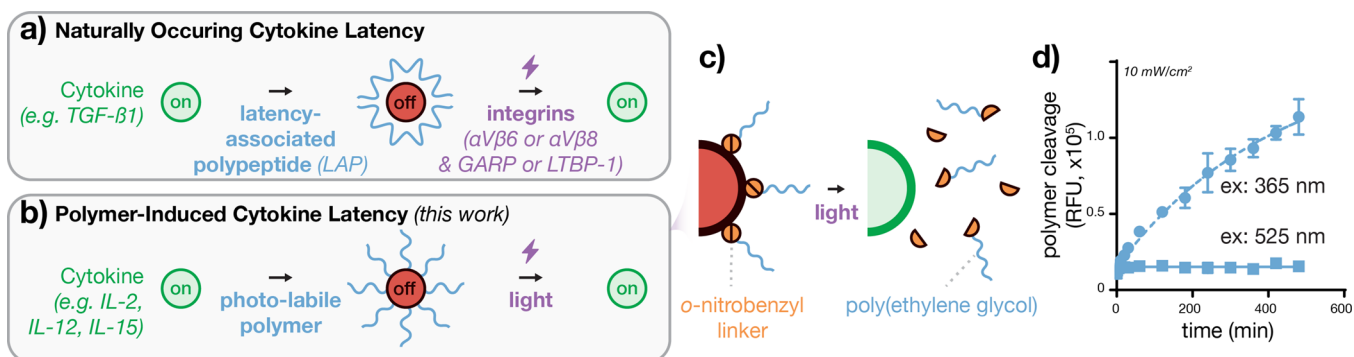 a) Naturally Occuring Cytokine Latency
Cytokine
(e.g. TGF-ß1)
on
latency-
associated
polypeptide (LAP)
off
integrins
(αVβ6 or αVβ8
& GARP or LTBP-1)
on
b) Polymer-Induced Cytokine Latency (this work)
Cytokine
(e.g. IL-2,
IL-12, IL-15)
on
photo-labile
polymer
off
light
on
c)
light
o-nitrobenzyl
linker
poly(ethylene glycol)
d)
10 mW/cm²
polymer cleavage
(RFU, x10⁵)
1.0
0.5
0
ex: 365 nm
ex: 525 nm
0
200
400
600
time (min)